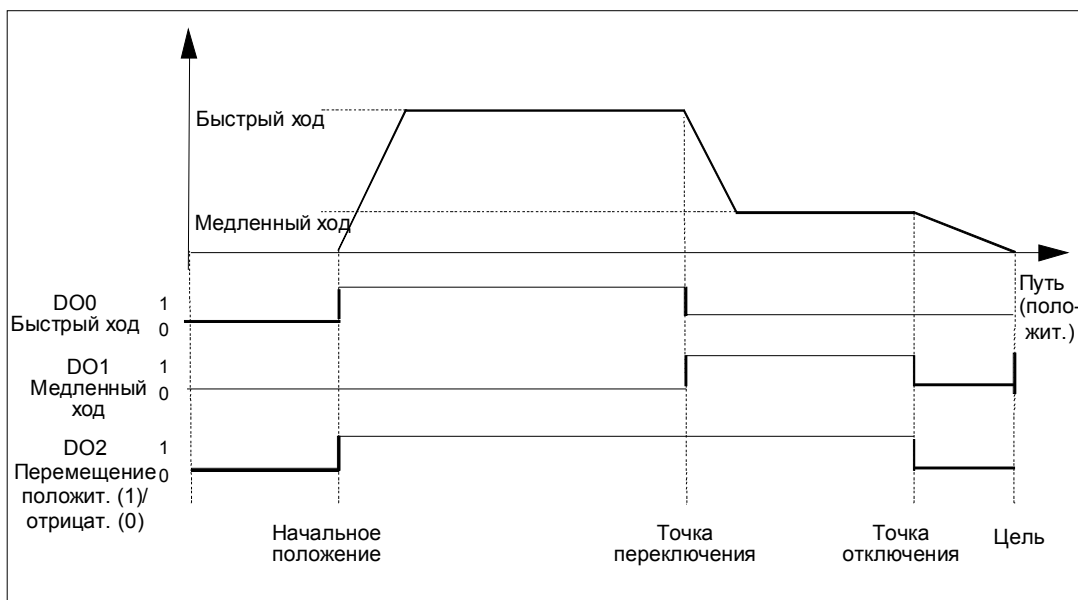 Быстрый ход
Медленный ход
Путь
(поло-
жит.)
DO0
Быстрый ход
1
0
DO1
Медленный
ход
1
0
DO2
Перемещение
положит. (1)/
отрицат. (0)
1
0
Начальное
положение
Точка
переключения
Точка
отключения
Цель